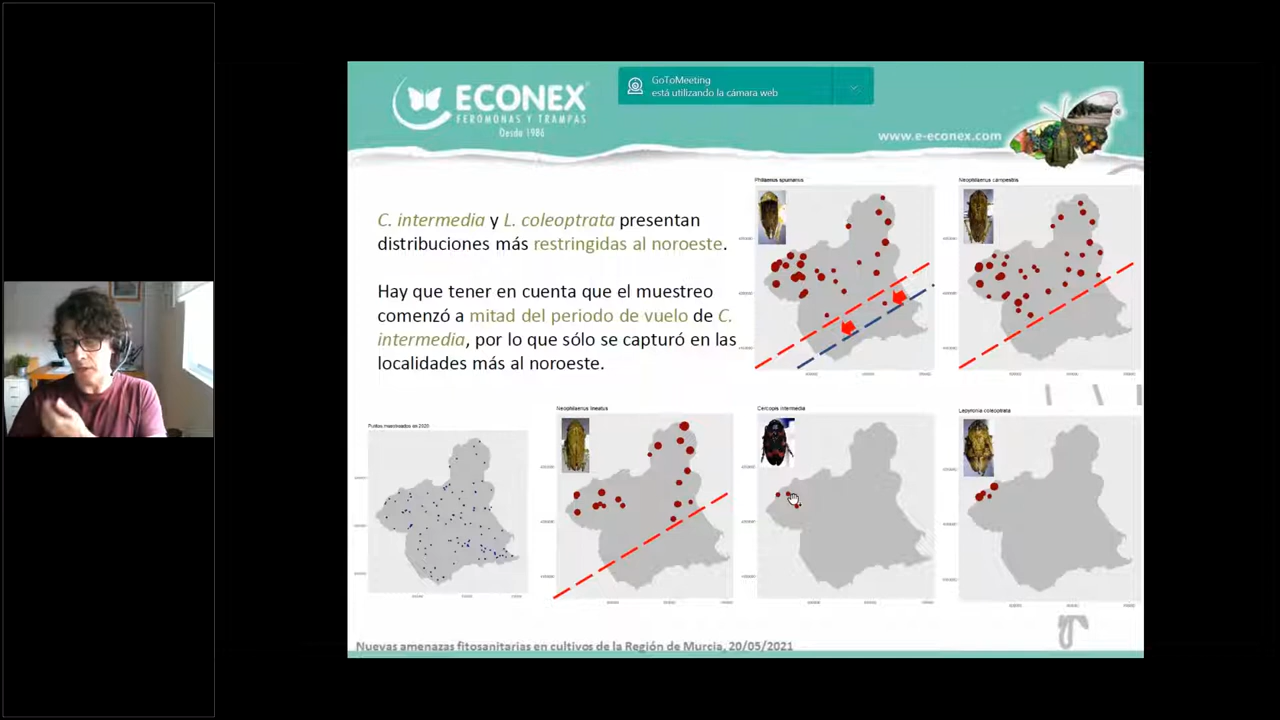 GoToMeeting
está utilizando la cámara web
ECONEX
FEROMONAS Y TRAMPAS
Desde 1986
www.e-econex.com
C. intermedia y L. coleoptrata presentan
distribuciones más restringidas al noroeste.
Hay que tener en cuenta que el muestreo
comenzó a mitad del periodo de vuelo de C.
intermedia, por lo que sólo se capturó en las
localidades más al noroeste.
Philaenus spumarius
Neophilaenus campestris
Puntos muestreados en 2020
Neophilaenus lineatus
Cercopis intermedia
Lepyronia coleoptrata
Nuevas amenazas fitosanitarias en cultivos de la Región de Murcia, 20/05/2021